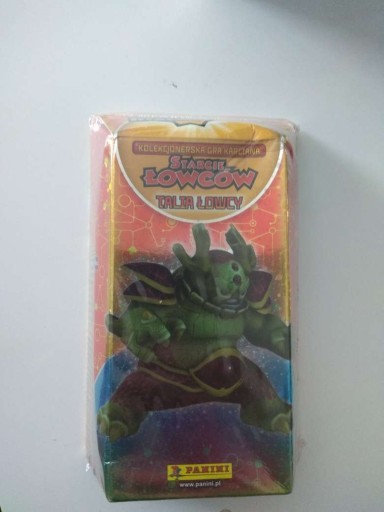 KOLEKCJONERSKA GRA KARCIANA
STARCIE
ŁOWCÓW
TALIA ŁOWCY
PANINI
www.panini.pl